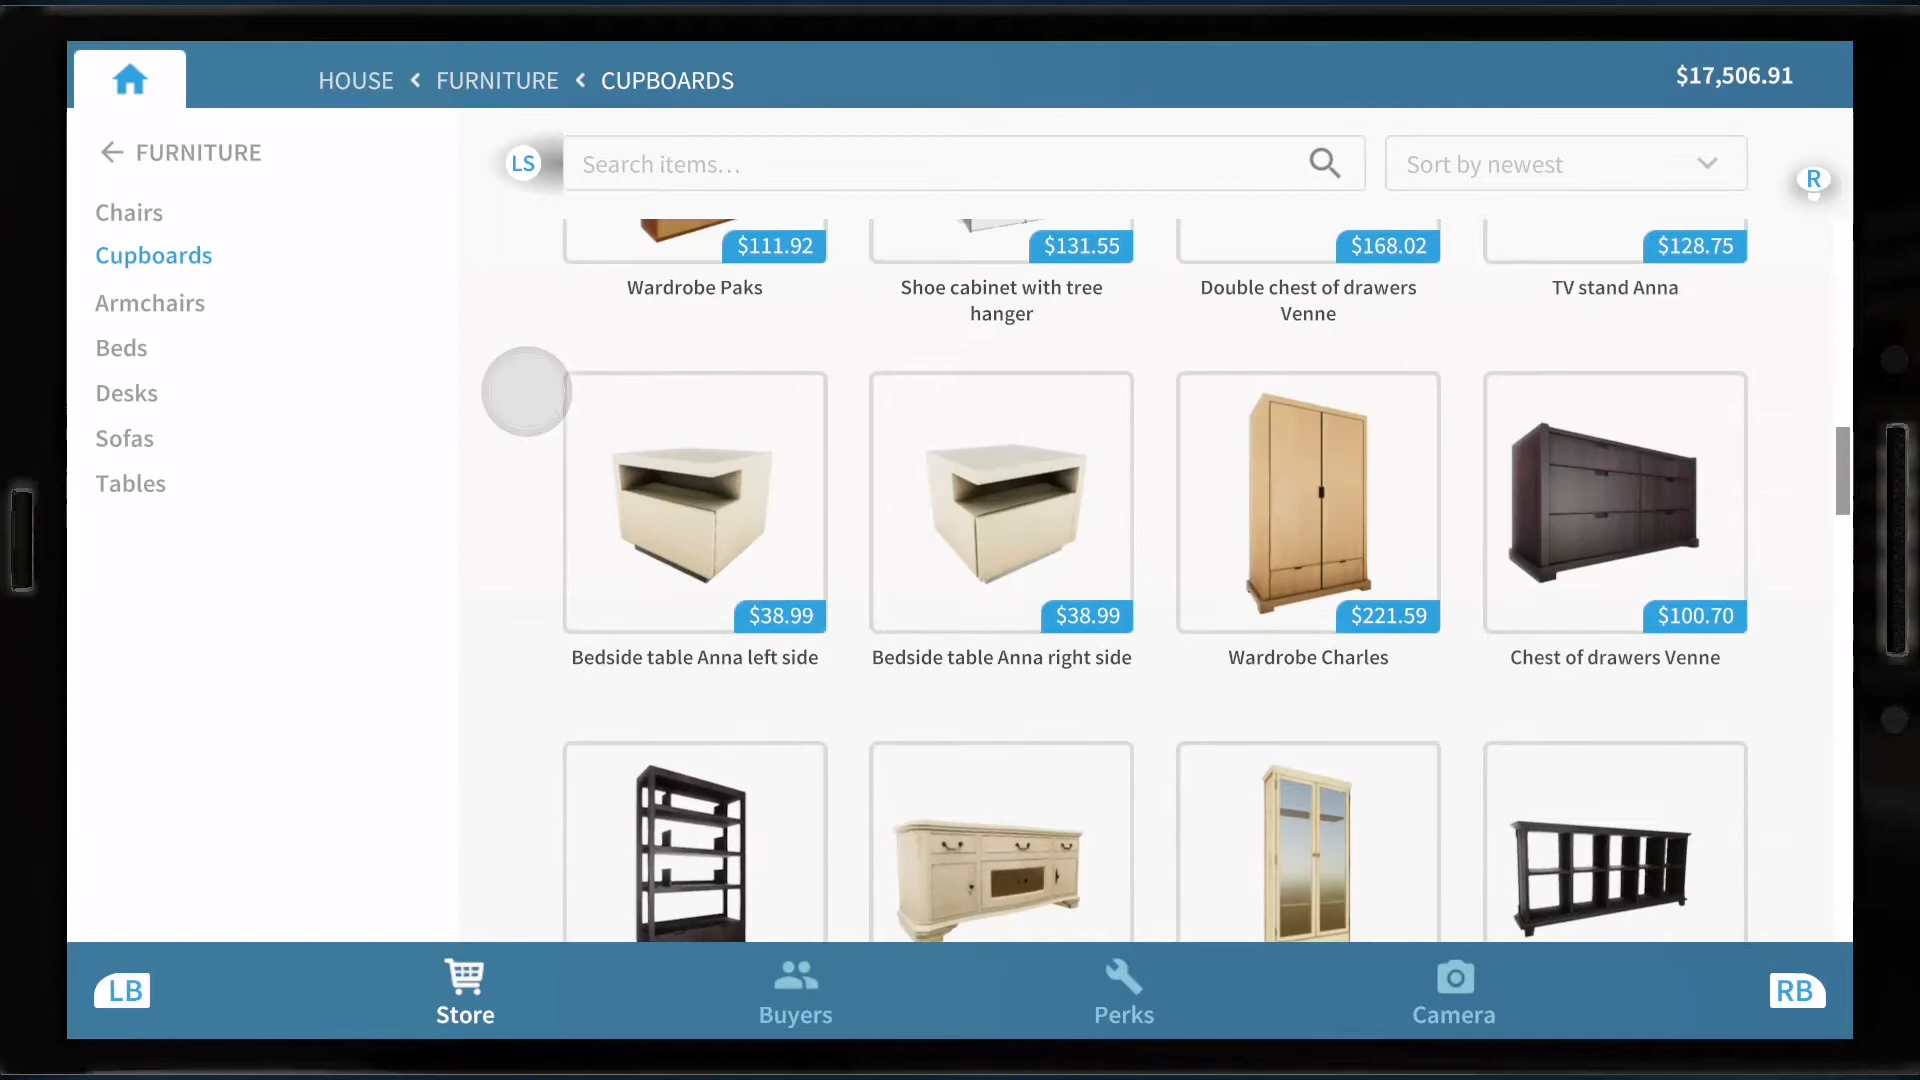 HOUSE < FURNITURE < CUPBOARDS
$17,506.91
FURNITURE
Chairs
Cupboards
Armchairs
Beds
Desks
Sofas
Tables
LS
Search items...
Sort by newest
R
$111.92
$131.55
$168.02
$128.75
Wardrobe Paks
Shoe cabinet with tree
hanger
Double chest of drawers
Venne
TV stand Anna
$38.99
$38.99
$221.59
$100.70
Bedside table Anna left side
Bedside table Anna right side
Wardrobe Charles
Chest of drawers Venne
LB
Store
Buyers
Perks
Camera
RB